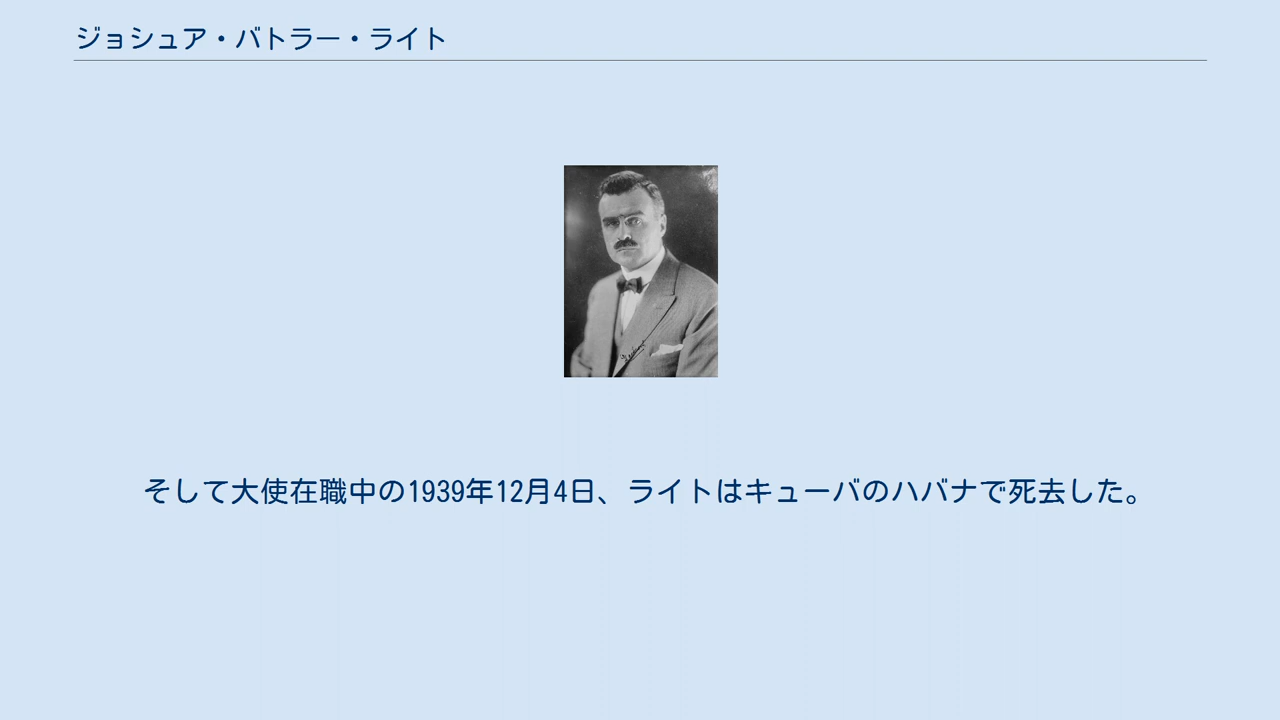 ジョシュア・バトラー・ライト
そして大使在職中の1939年12月4日、ライトはキューバのハバナで死去した。